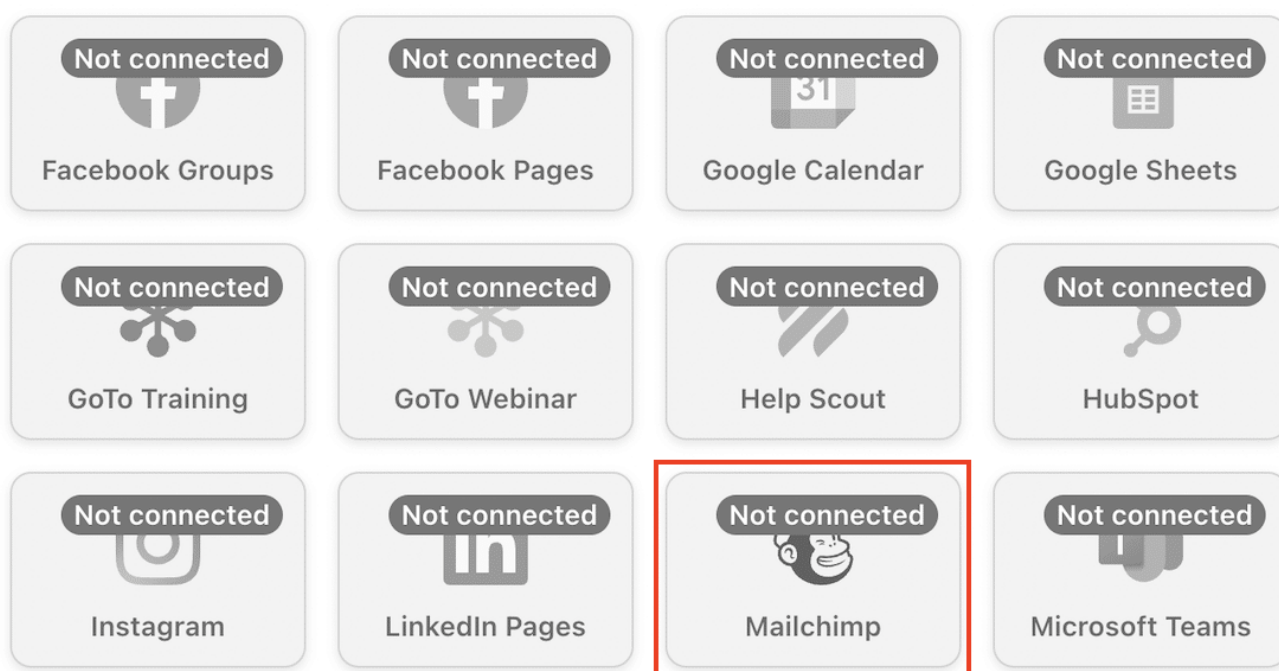 Not connected
Not connected
Not connected
Not connected
31
Facebook Groups
Facebook Pages
Google Calendar
Google Sheets
Not connected
Not connected
Not connected
Not connected
GoTo Training
GoTo Webinar
Help Scout
HubSpot
Not connected
Not connected
Not connected
Not connected
in
Instagram
LinkedIn Pages
Mailchimp
Microsoft Teams